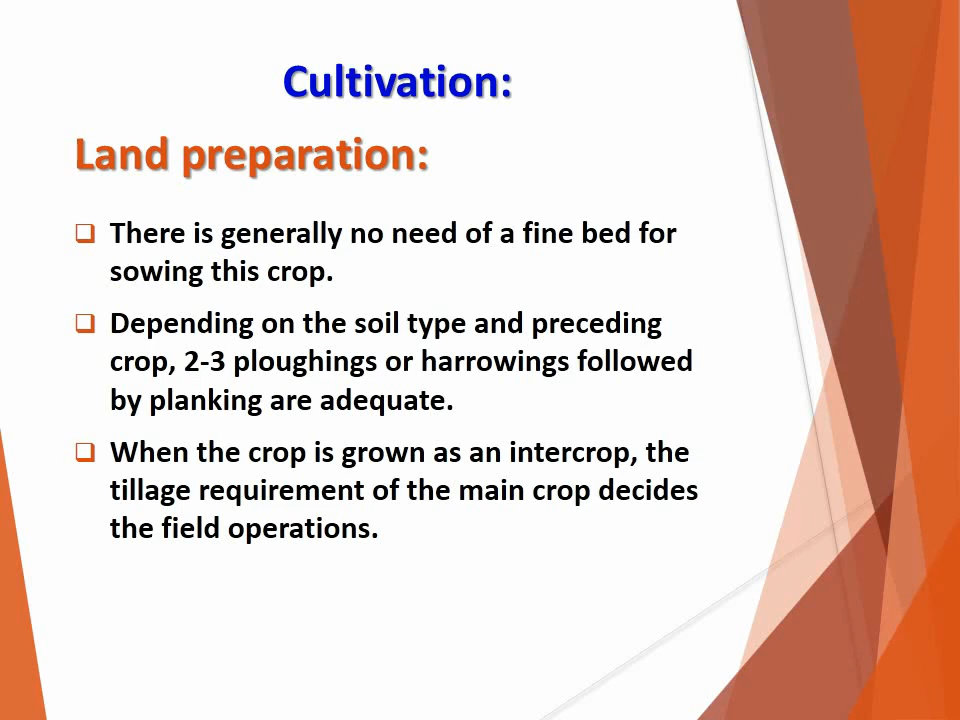 Cultivation:
Land preparation:
There is generally no need of a fine bed for
sowing this crop.
Depending on the soil type and preceding
crop, 2-3 ploughings or harrowings followed
by planking are adequate.
When the crop is grown as an intercrop, the
tillage requirement of the main crop decides
the field operations.